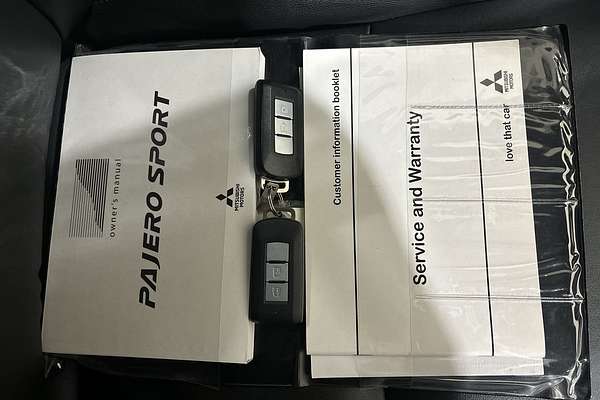 PAJERO SPORT
owner's manual
MITSUBISHI
MOTORS
Customer information booklet
Service and Warranty
love that car
MITSUBISHI
MOTORS